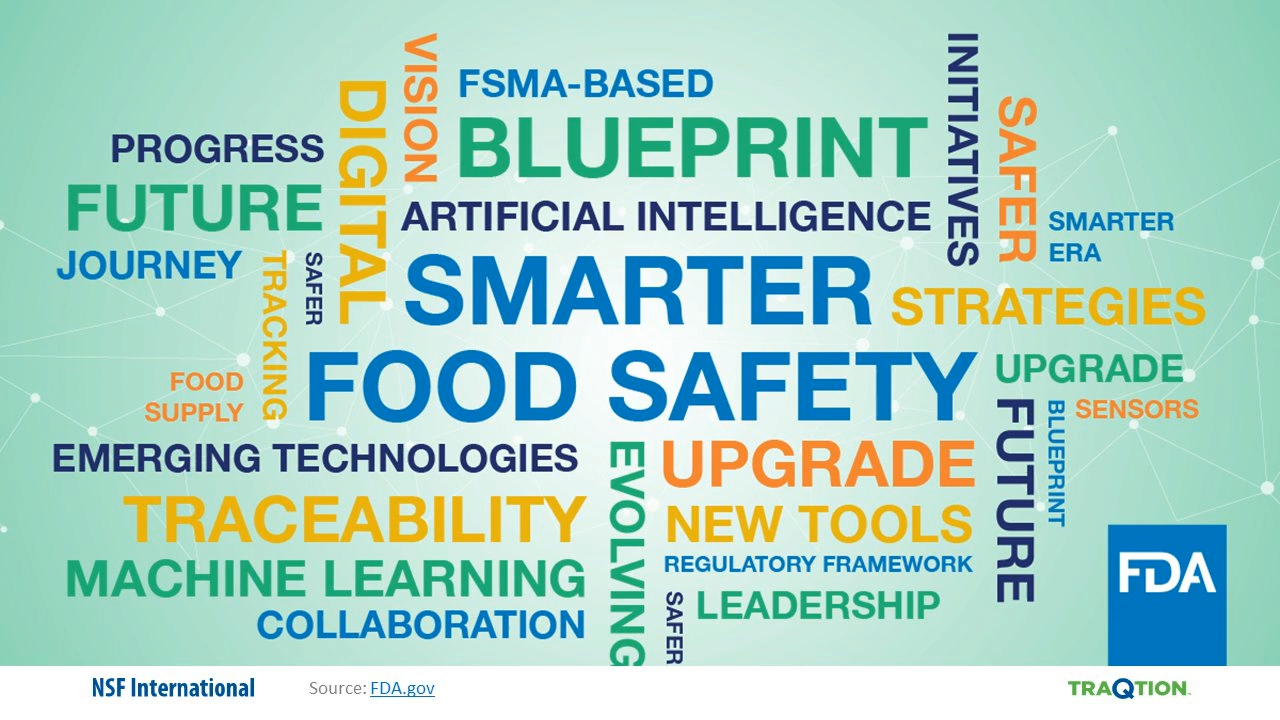 VISION
FSMA-BASED
INITIATIVES
DIGITAL
SAFER
BLUEPRINT
PROGRESS
FUTURE
ARTIFICIAL INTELLIGENCE
SMARTER
ERA
JOURNEY
TRACKING
SAFER
SMARTER
STRATEGIES
FOOD SAFETY
UPGRADE
FOOD
SUPPLY
FUTURE
BLUEPRINT
SENSORS
EMERGING TECHNOLOGIES
EVOLVING
UPGRADE
TRACEABILITY
NEW TOOLS
REGULATORY FRAMEWORK
MACHINE LEARNING
SAFER
LEADERSHIP
COLLABORATION
FDA
NSF International
Source: FDA.gov
TRAQTION